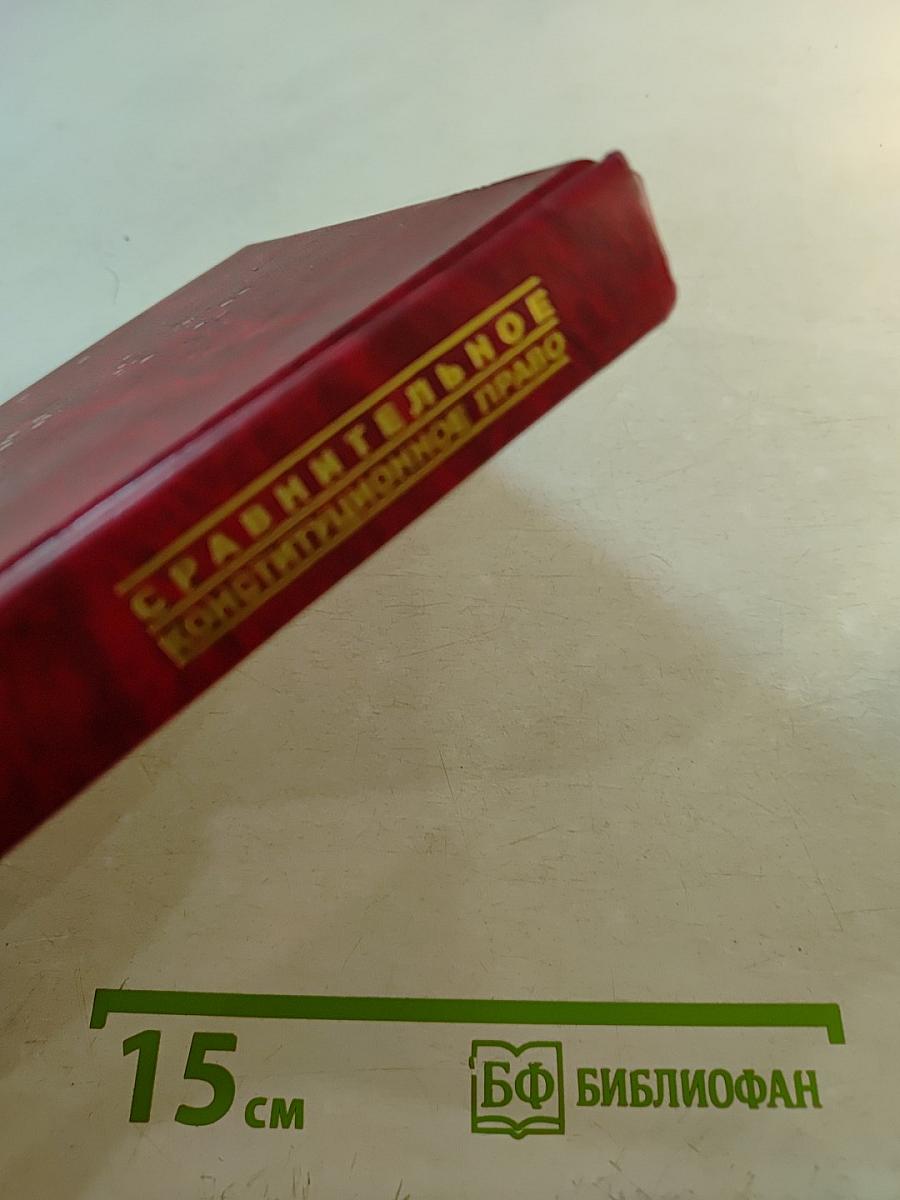 СРАВНИТЕЛЬНОЕ
КОНСТИТУЦИОННОЕ ПРАВО
15 см
БФ БИБЛИОФАН